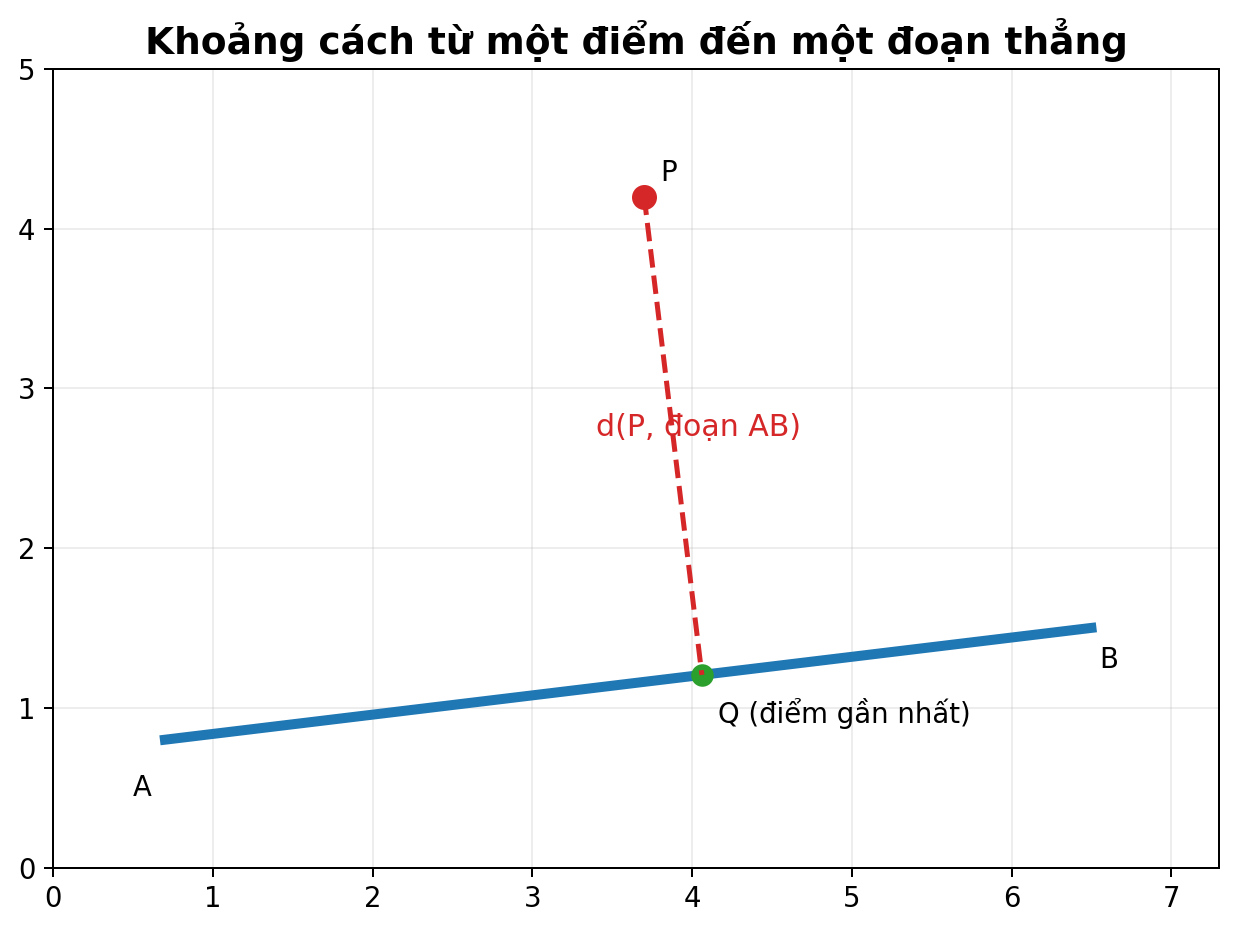 Khoảng cách từ một điểm đến một đoạn thẳng
5
P
4
3
d(P, đoạn AB)
2
B
1
Q (điểm gần nhất)
A
0
0 1 2 3 4 5 6 7